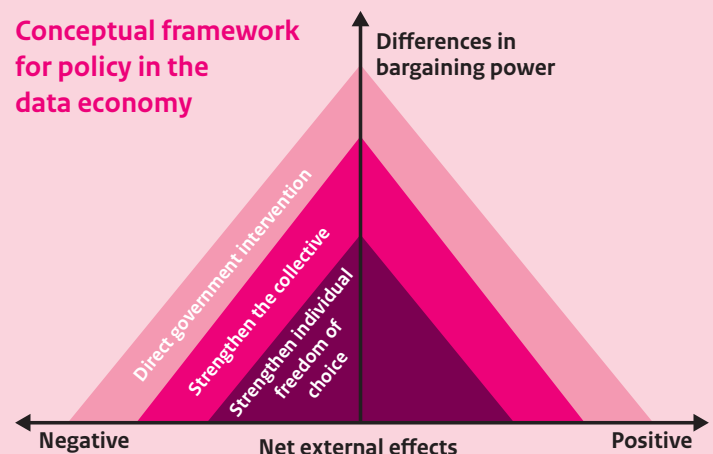 Conceptual framework
for policy in the
data economy
Differences in
bargaining power
Direct government intervention
Strengthen the collective
Strengthen individual
freedom of
choice
Negative
Net external effects
Positive